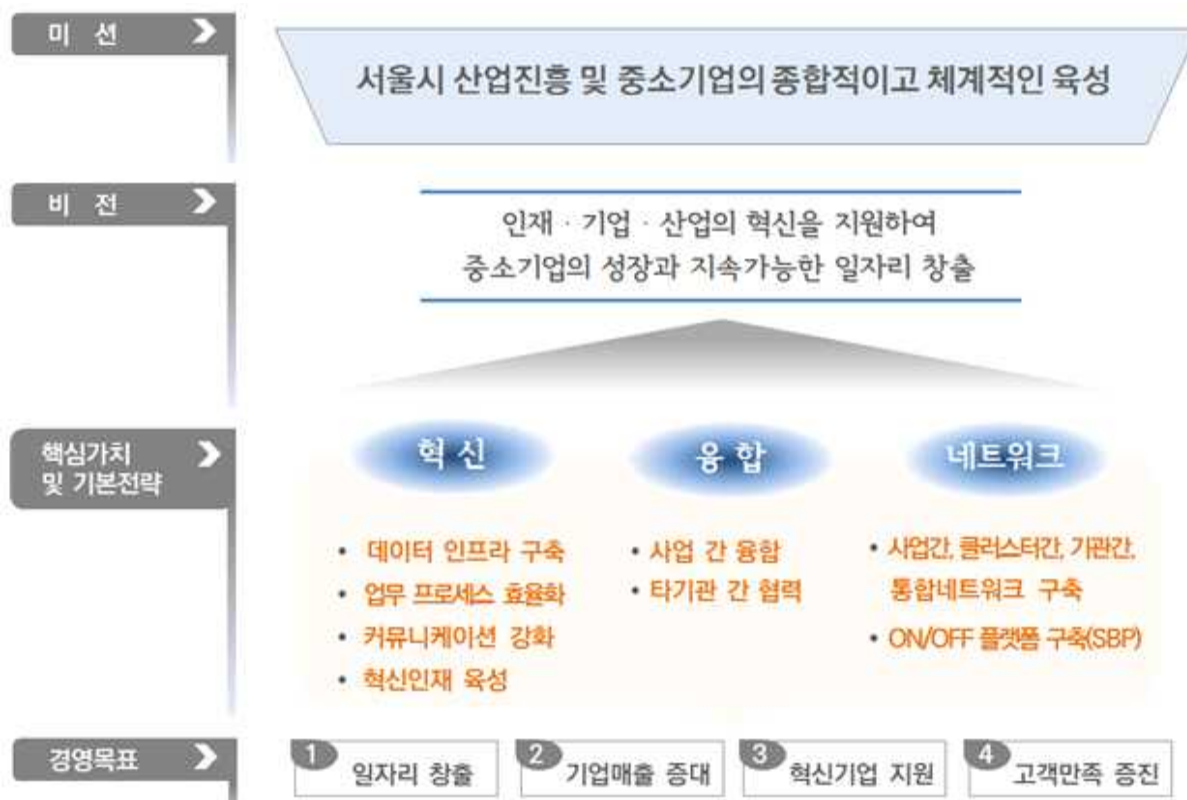 미 션
서울시 산업진흥 및 중소기업의 종합적이고 체계적인 육성
비 전
인재 · 기업 · 산업의 혁신을 지원하여
중소기업의 성장과 지속가능한 일자리 창출
핵심가치
및 기본전략
혁 신
• 데이터 인프라 구축
• 업무 프로세스 효율화
• 커뮤니케이션 강화
• 혁신인재 육성
융 합
• 사업 간 융합
• 타기관 간 협력
네트워크
• 사업간, 클러스터간, 기관간,
통합네트워크 구축
• ON/OFF 플랫폼 구축(SBP)
경영목표
1 일자리 창출
2 기업매출 증대
3 혁신기업 지원
4 고객만족 증진